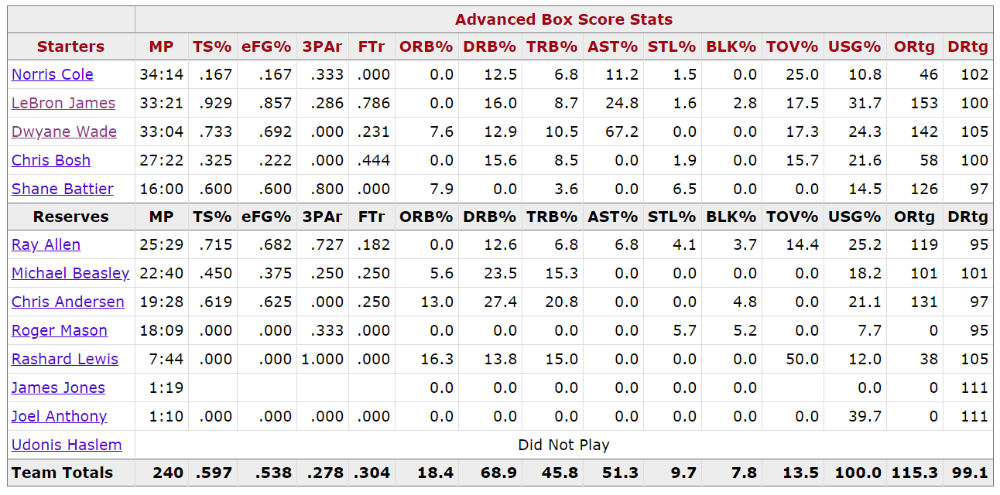 Advanced Box Score Stats
Starters MP TS% eFG% 3PAr FTr ORB% DRB% TRB% AST% STL% BLK% TOV% USG% ORtg DRtg
Norris Cole 34:14 .167 .167 .333 .000 0.0 12.5 6.8 11.2 1.5 0.0 25.0 10.8 46 102
LeBron James 33:21 .929 .857 .286 .786 0.0 16.0 8.7 24.8 1.6 2.8 17.5 31.7 153 100
Dwyane Wade 33:04 .733 .692 .000 .231 7.6 12.9 10.5 67.2 0.0 0.0 17.3 24.3 142 105
Chris Bosh 27:22 .325 .222 .000 .444 0.0 15.6 8.5 0.0 1.9 0.0 15.7 21.6 58 100
Shane Battier 16:00 .600 .600 .800 .000 7.9 0.0 3.6 0.0 6.5 0.0 0.0 14.5 126 97
Reserves MP TS% eFG% 3PAr FTr ORB% DRB% TRB% AST% STL% BLK% TOV% USG% ORtg DRtg
Ray Allen 25:29 .715 .682 .727 .182 0.0 12.6 6.8 6.8 4.1 3.7 14.4 25.2 119 95
Michael Beasley 22:40 .450 .375 .250 .250 5.6 23.5 15.3 0.0 0.0 0.0 0.0 18.2 101 101
Chris Andersen 19:28 .619 .625 .000 .250 13.0 27.4 20.8 0.0 0.0 4.8 0.0 21.1 131 97
Roger Mason 18:09 .000 .000 .333 .000 0.0 0.0 0.0 0.0 5.7 5.2 0.0 7.7 0 95
Rashard Lewis 7:44 .000 .000 1.000 .000 16.3 13.8 15.0 0.0 0.0 0.0 50.0 12.0 38 105
James Jones 1:19 0.0 0.0 0.0 0.0 0.0 0.0 0.0 0 111
Joel Anthony 1:10 .000 .000 .000 .000 0.0 0.0 0.0 0.0 0.0 0.0 0.0 39.7 0 111
Udonis Haslem Did Not Play
Team Totals 240 .597 .538 .278 .304 18.4 68.9 45.8 51.3 9.7 7.8 13.5 100.0 115.3 99.1